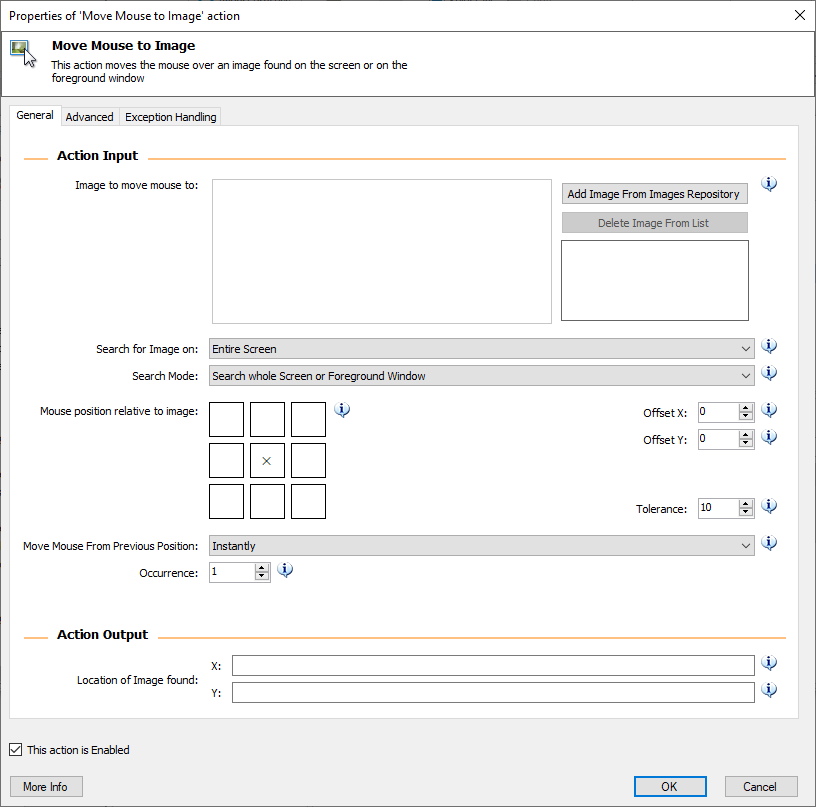 Properties of 'Move Mouse to Image' action
Move Mouse to Image
This action moves the mouse over an image found on the screen or on the
foreground window
General
Advanced
Exception Handling
Action Input
Image to move mouse to:
Add Image From Images Repository
Delete Image From List
Search for Image on:
Entire Screen
Search Mode:
Search whole Screen or Foreground Window
Mouse position relative to image:
Offset X:
0
Offset Y:
0
Tolerance:
10
Move Mouse From Previous Position:
Instantly
Occurrence:
1
Action Output
Location of Image found:
X:
Y:
This action is Enabled
More Info
OK
Cancel